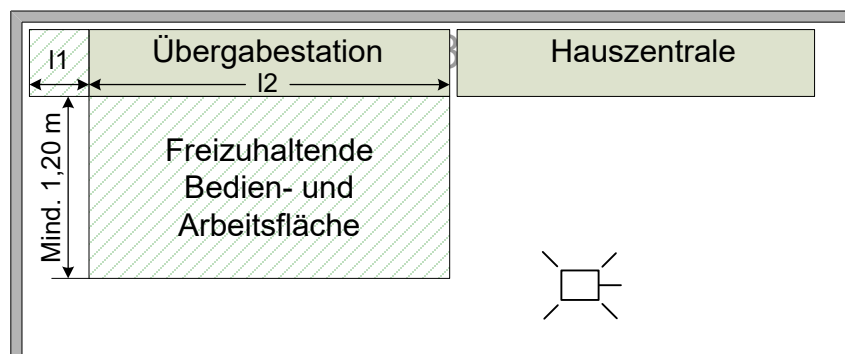 Übergabestation
Hauszentrale
l1
l2
Freizuhaltende
Bedien- und
Arbeitsfläche
Mind. 1,20 m